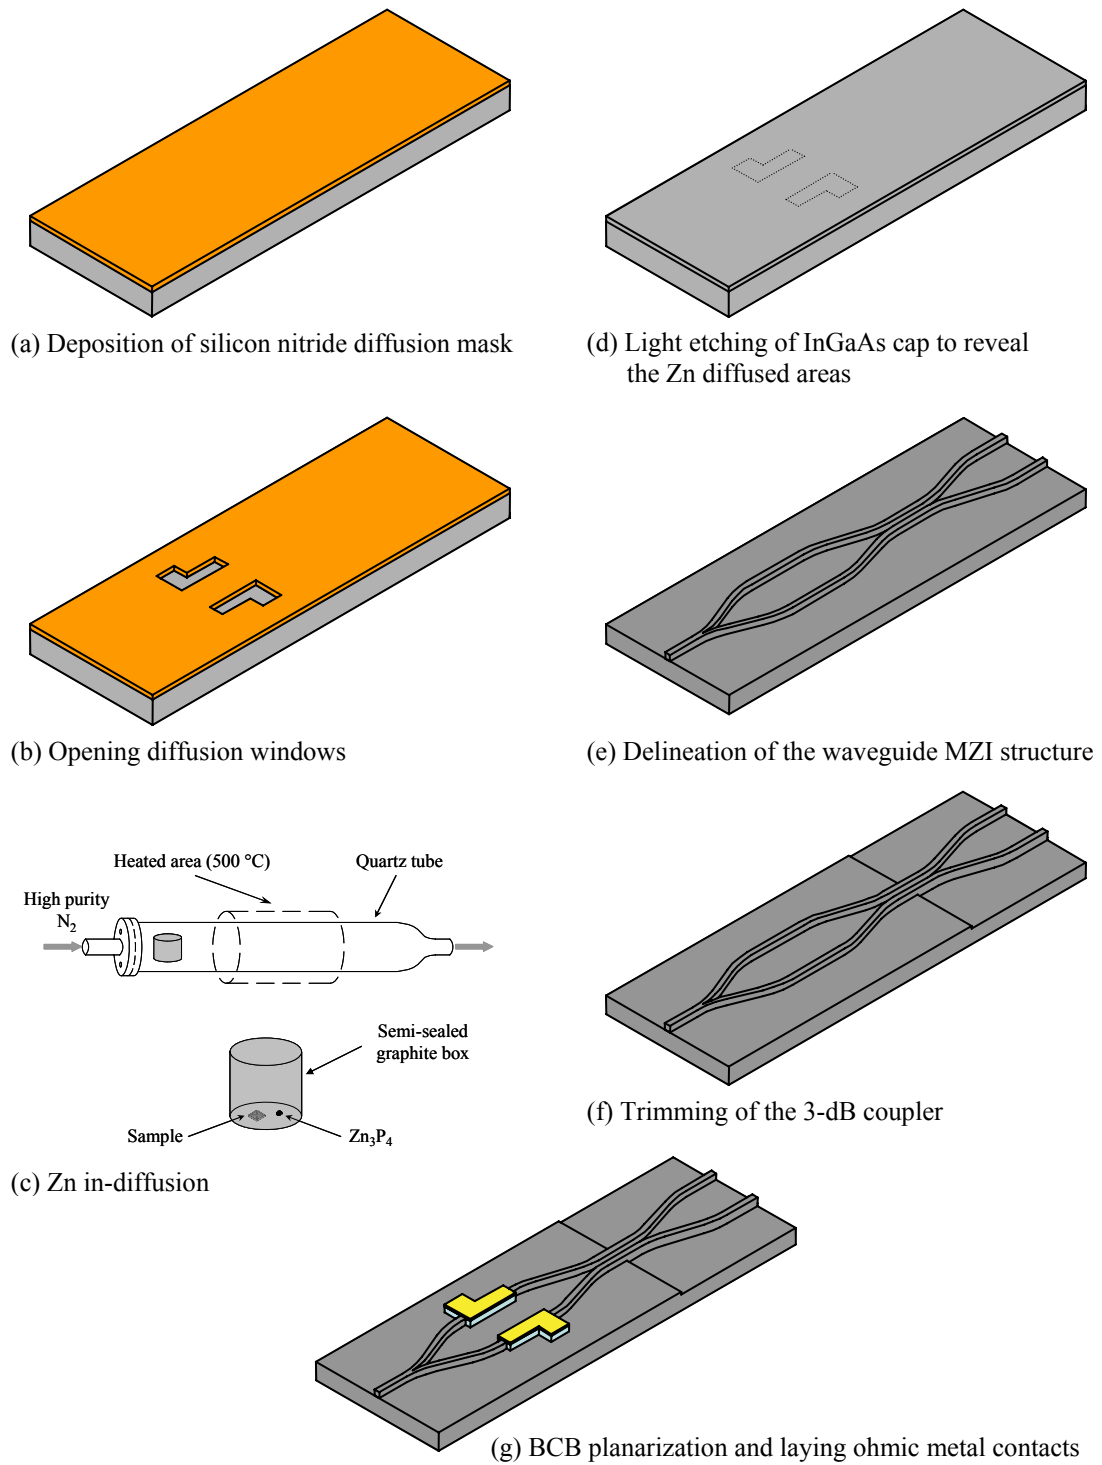 (a) Deposition of silicon nitride diffusion mask
(b) Opening diffusion windows
Heated area (500 °C)
Quartz tube
High purity
N₂
Semi-sealed
graphite box
Sample
Zn₃P₄
(c) Zn in-diffusion
(d) Light etching of InGaAs cap to reveal
the Zn diffused areas
(e) Delineation of the waveguide MZI structure
(f) Trimming of the 3-dB coupler
(g) BCB planarization and laying ohmic metal contacts